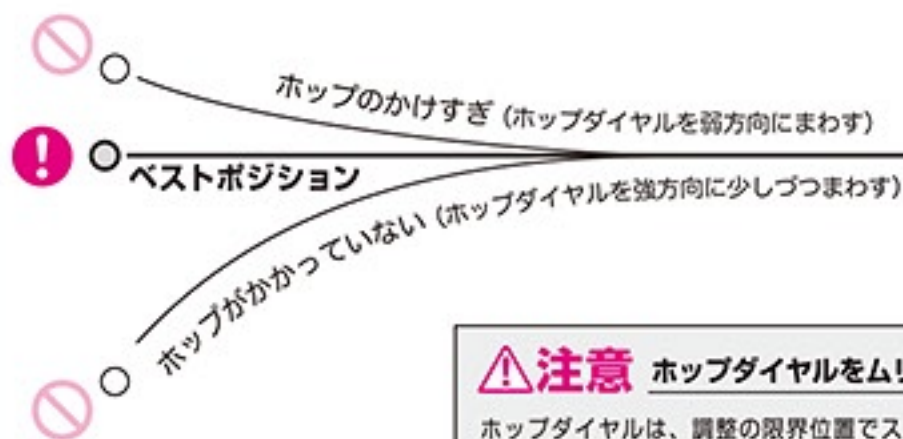 ホップのかけすぎ（ホップダイヤルを弱方向にまわす）
ベストポジション
ホップがかかっていない（ホップダイヤルを強方向に少しづつまわす）
注意 ホップダイヤルをム
ホップダイヤルは、調整の限界位置でス